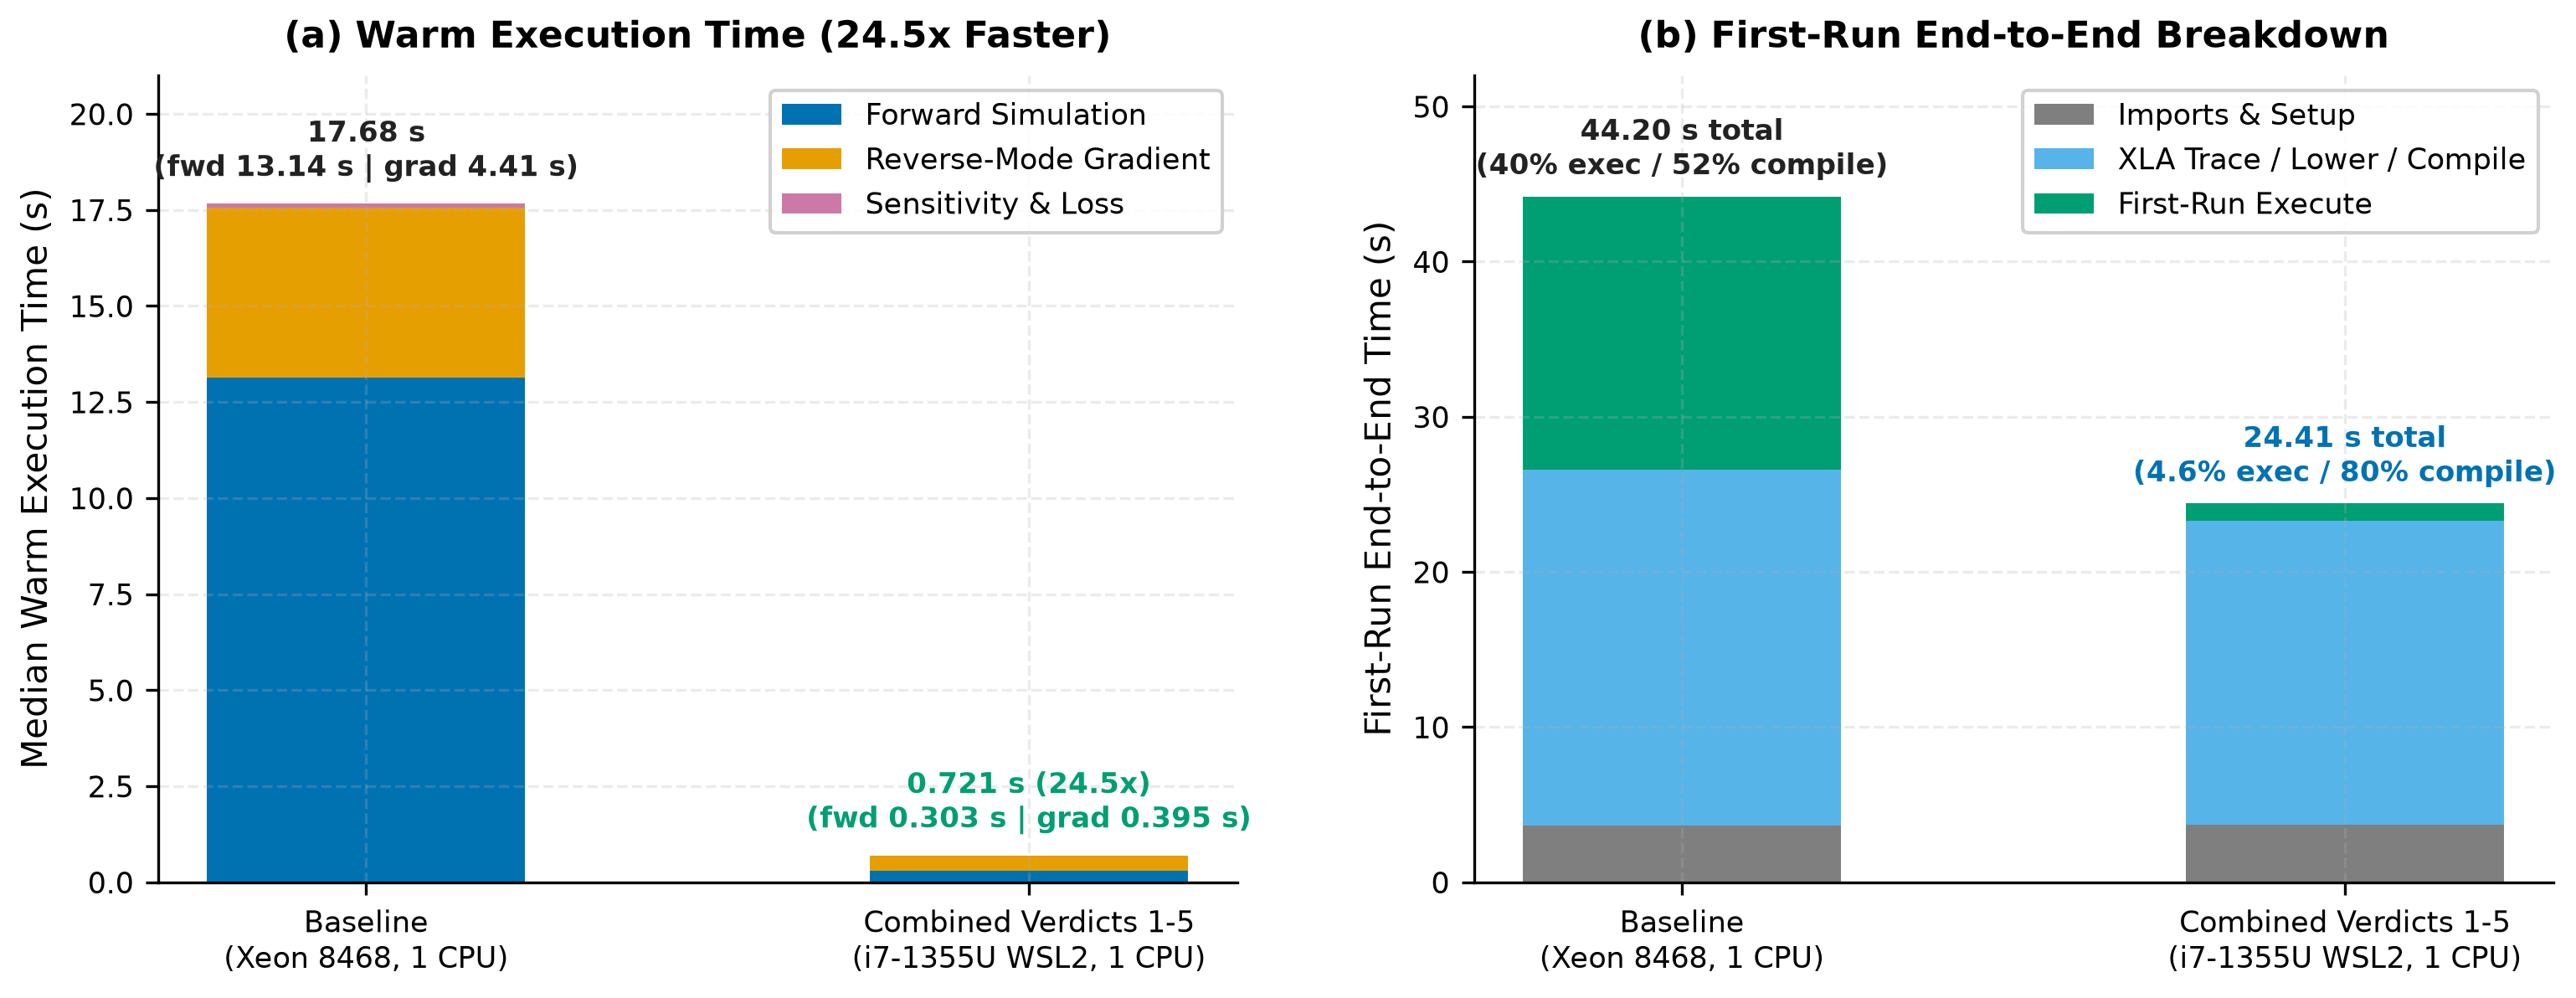 (a) Warm Execution Time (24.5x Faster)
Median Warm Execution Time (s)
20.0
17.5
15.0
12.5
10.0
7.5
5.0
2.5
0.0
17.68 s
(fwd 13.14 s | grad 4.41 s)
Forward Simulation
Reverse-Mode Gradient
Sensitivity & Loss
0.721 s (24.5x)
(fwd 0.303 s | grad 0.395 s)
Baseline
(Xeon 8468, 1 CPU)
Combined Verdicts 1-5
(i7-1355U WSL2, 1 CPU)
(b) First-Run End-to-End Breakdown
First-Run End-to-End Time (s)
50
40
30
20
10
0
44.20 s total
(40% exec / 52% compile)
Imports & Setup
XLA Trace / Lower / Compile
First-Run Execute
24.41 s total
(4.6% exec / 80% compile)
Baseline
(Xeon 8468, 1 CPU)
Combined Verdicts 1-5
(i7-1355U WSL2, 1 CPU)